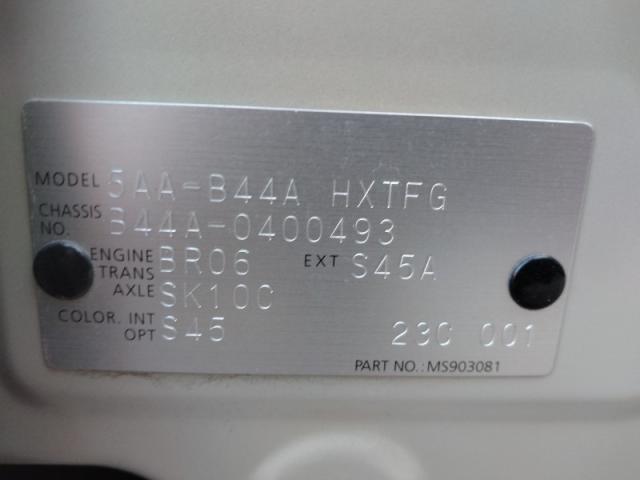 MODEL 5AA-B44A HXTFG
CHASSIS NO. B44A-0400493
ENGINE BR06 EXT S45A
TRANS AXLE SK10C
COLOR. INT OPT S45 23C 001
PART NO.: MS903081